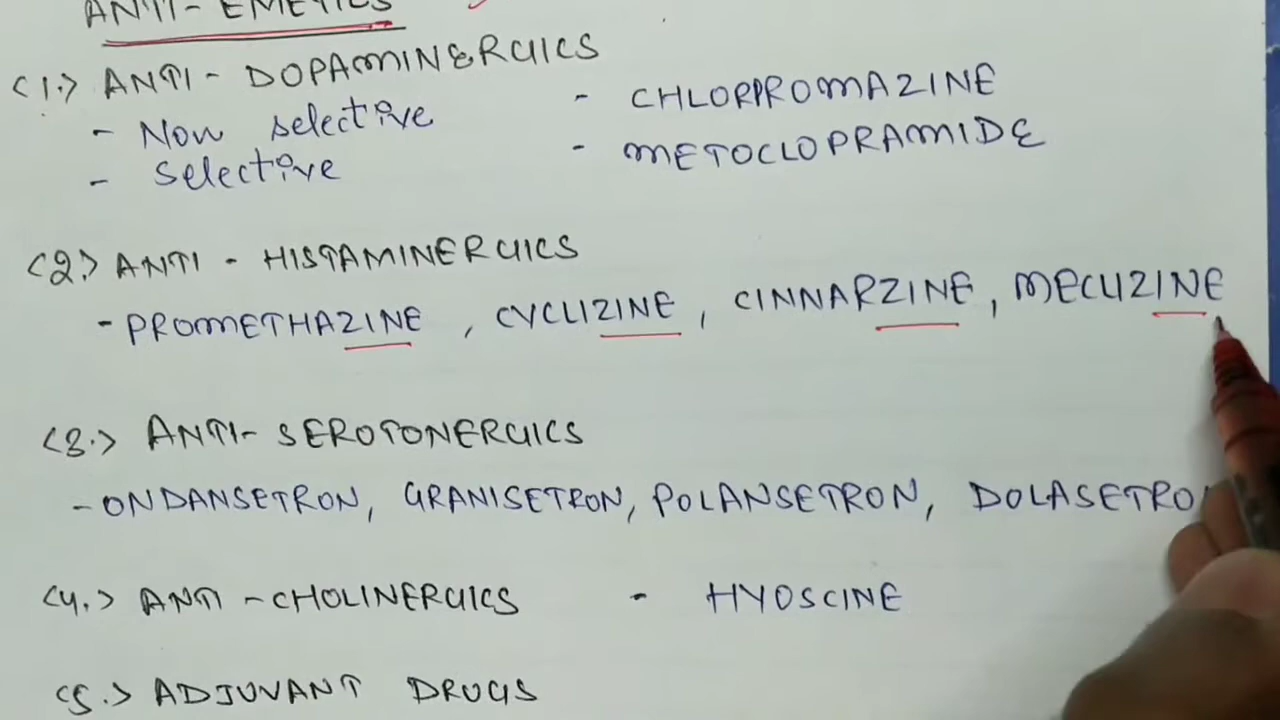 ANTI - EMETICS
(1.) ANTI - DOPAMINERGICS
- Non selective - CHLORPROMAZINE
- Selective - METOCLOPRAMIDE
(2.) ANTI - HISTAMINERGICS
- PROMETHAZINE , CYCLIZINE , CINNARZINE , MECLIZINE
(3.) ANTI - SEROTONERGICS
- ONDANSETRON, GRANISETRON, POLANSETRON, DOLASETRO
(4.) ANTI - CHOLINERGICS - HYOSCINE
(5.) ADJUVANT DRUGS